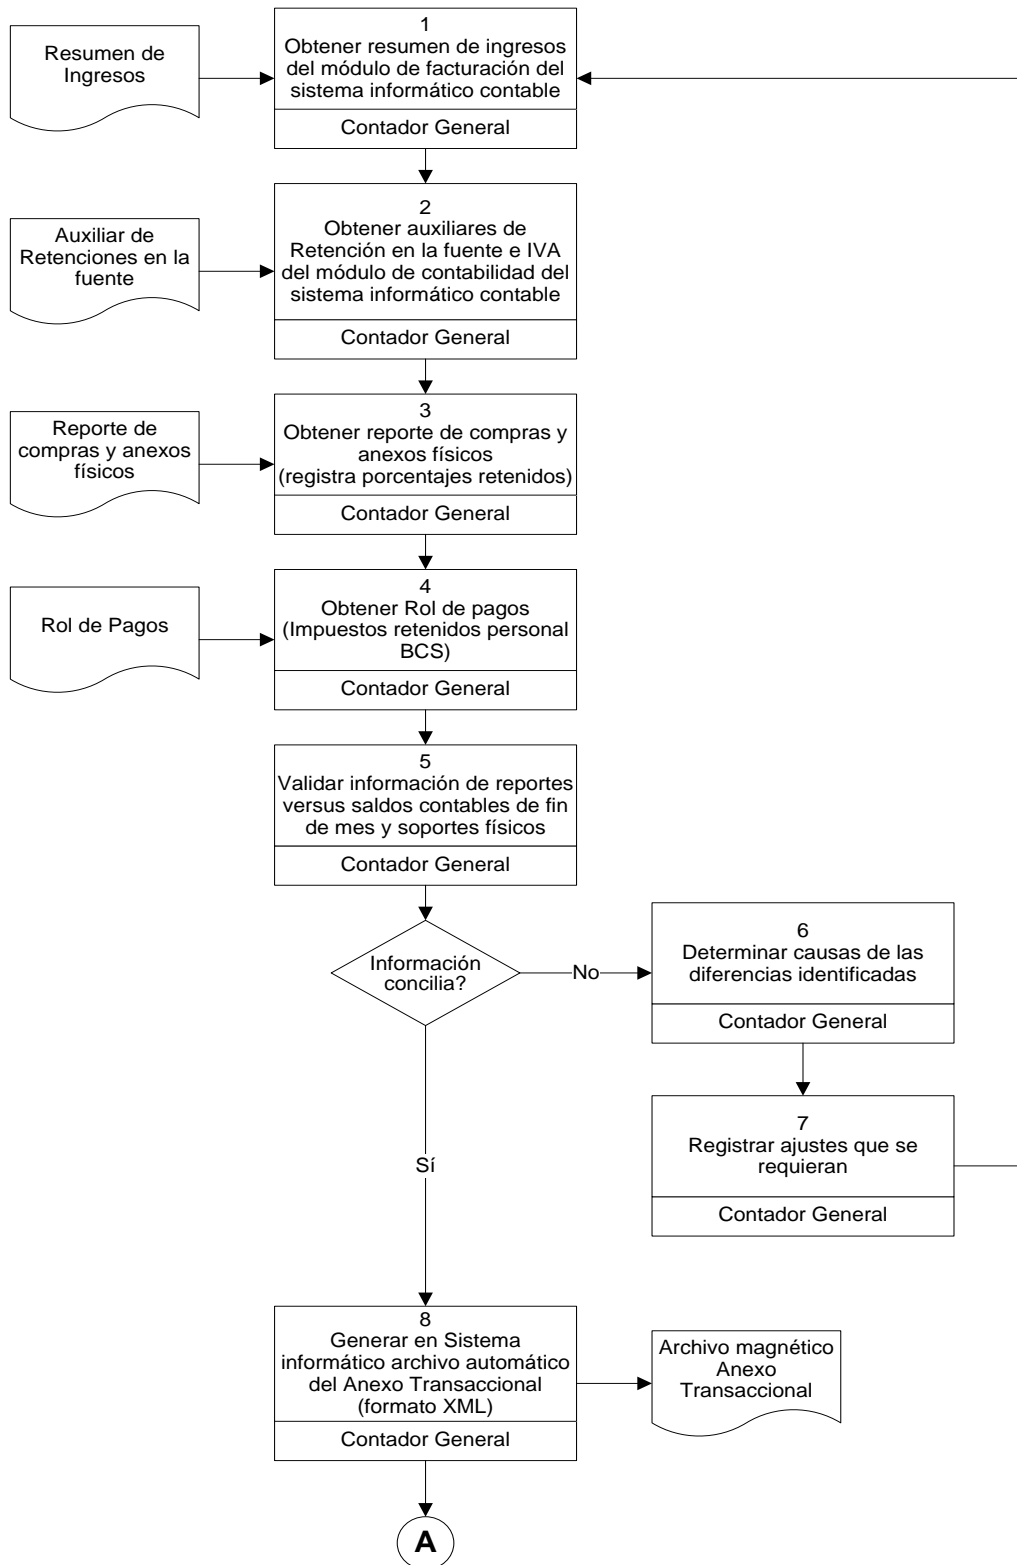 Resumen de
Ingresos
1
Obtener resumen de ingresos
del módulo de facturación del
sistema informático contable
Contador General
Auxiliar de
Retenciones en la
fuente
2
Obtener auxiliares de
Retención en la fuente e IVA
del módulo de contabilidad del
sistema informático contable
Contador General
Reporte de
compras y anexos
físicos
3
Obtener reporte de compras y
anexos físicos
(registra porcentajes retenidos)
Contador General
Rol de Pagos
4
Obtener Rol de pagos
(Impuestos retenidos personal
BCS)
Contador General
5
Validar información de reportes
versus saldos contables de fin
de mes y soportes físicos
Contador General
Información
concilia?
No
6
Determinar causas de las
diferencias identificadas
Contador General
7
Registrar ajustes que se
requieran
Contador General
Sí
8
Generar en Sistema
informático archivo automático
del Anexo Transaccional
(formato XML)
Contador General
Archivo magnético
Anexo
Transaccional
A